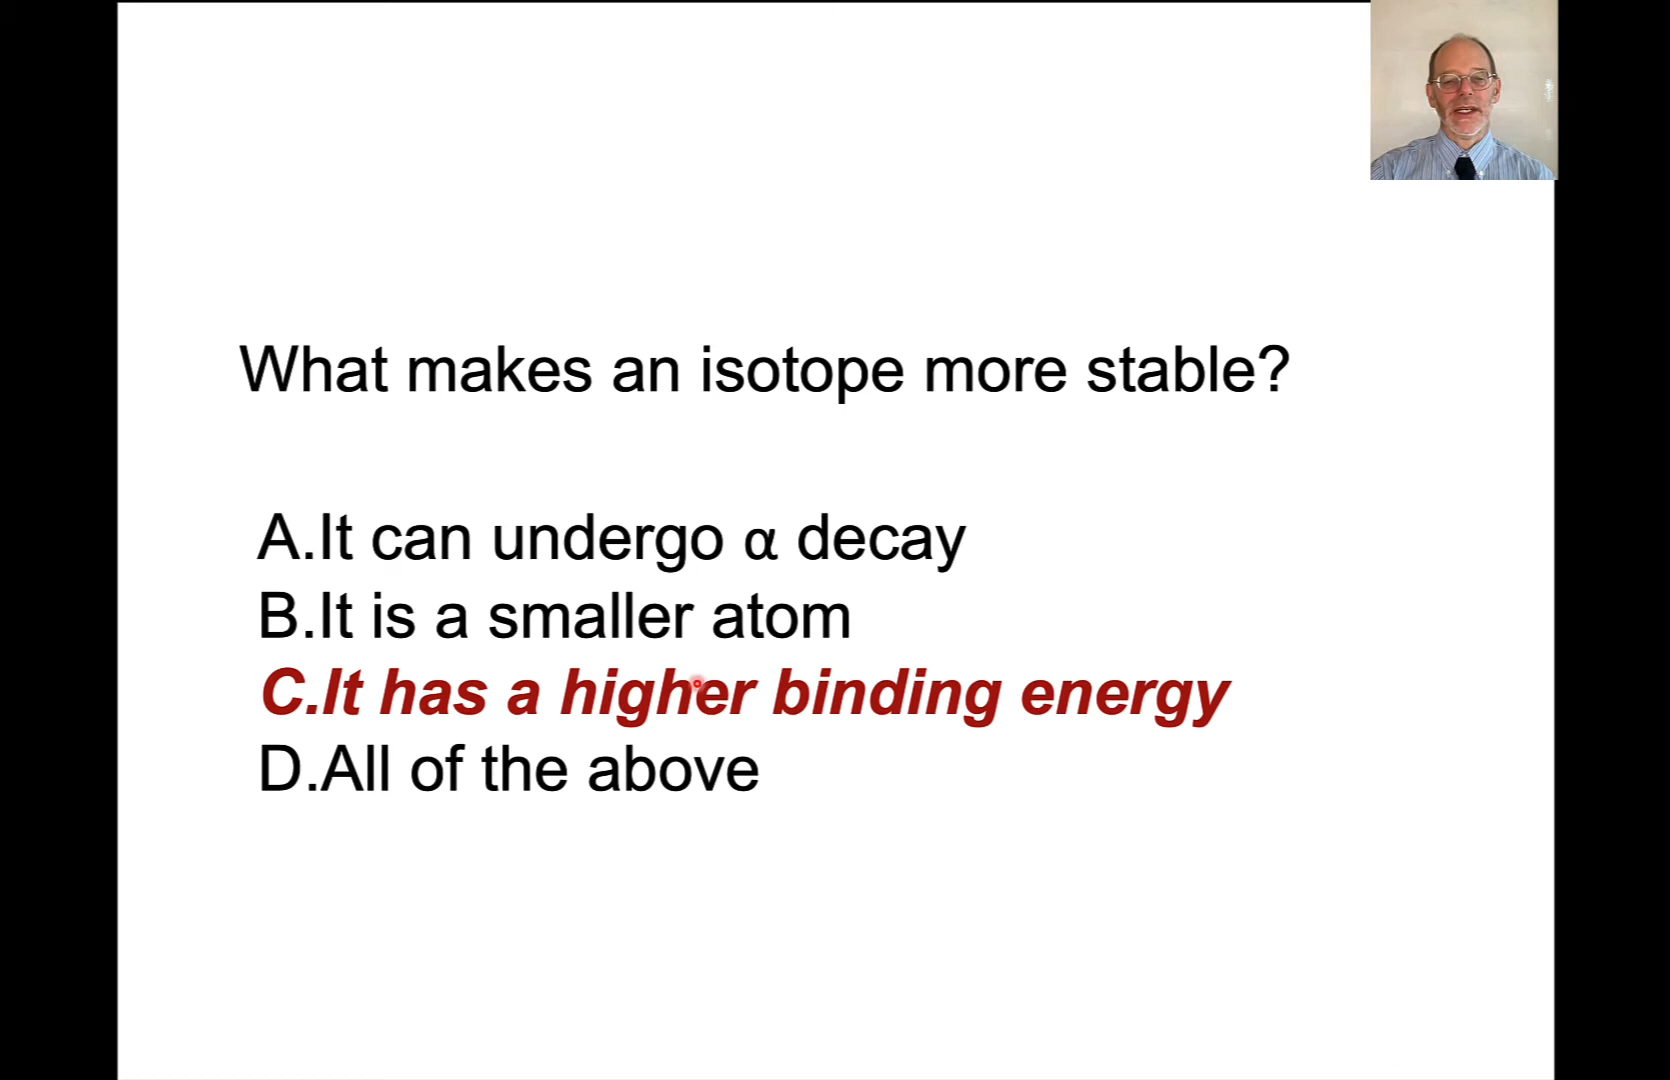 What makes an isotope more stable?
A.It can undergo α decay
B.It is a smaller atom
C.It has a higher binding energy
D.All of the above